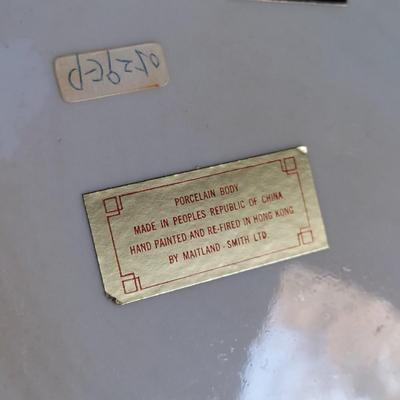 PORCELAIN BODY
MADE IN PEOPLES REPUBLIC OF CHINA
HAND PAINTED AND RE-FIRED IN HONG KONG
BY MAITLAND-SMITH LTD.